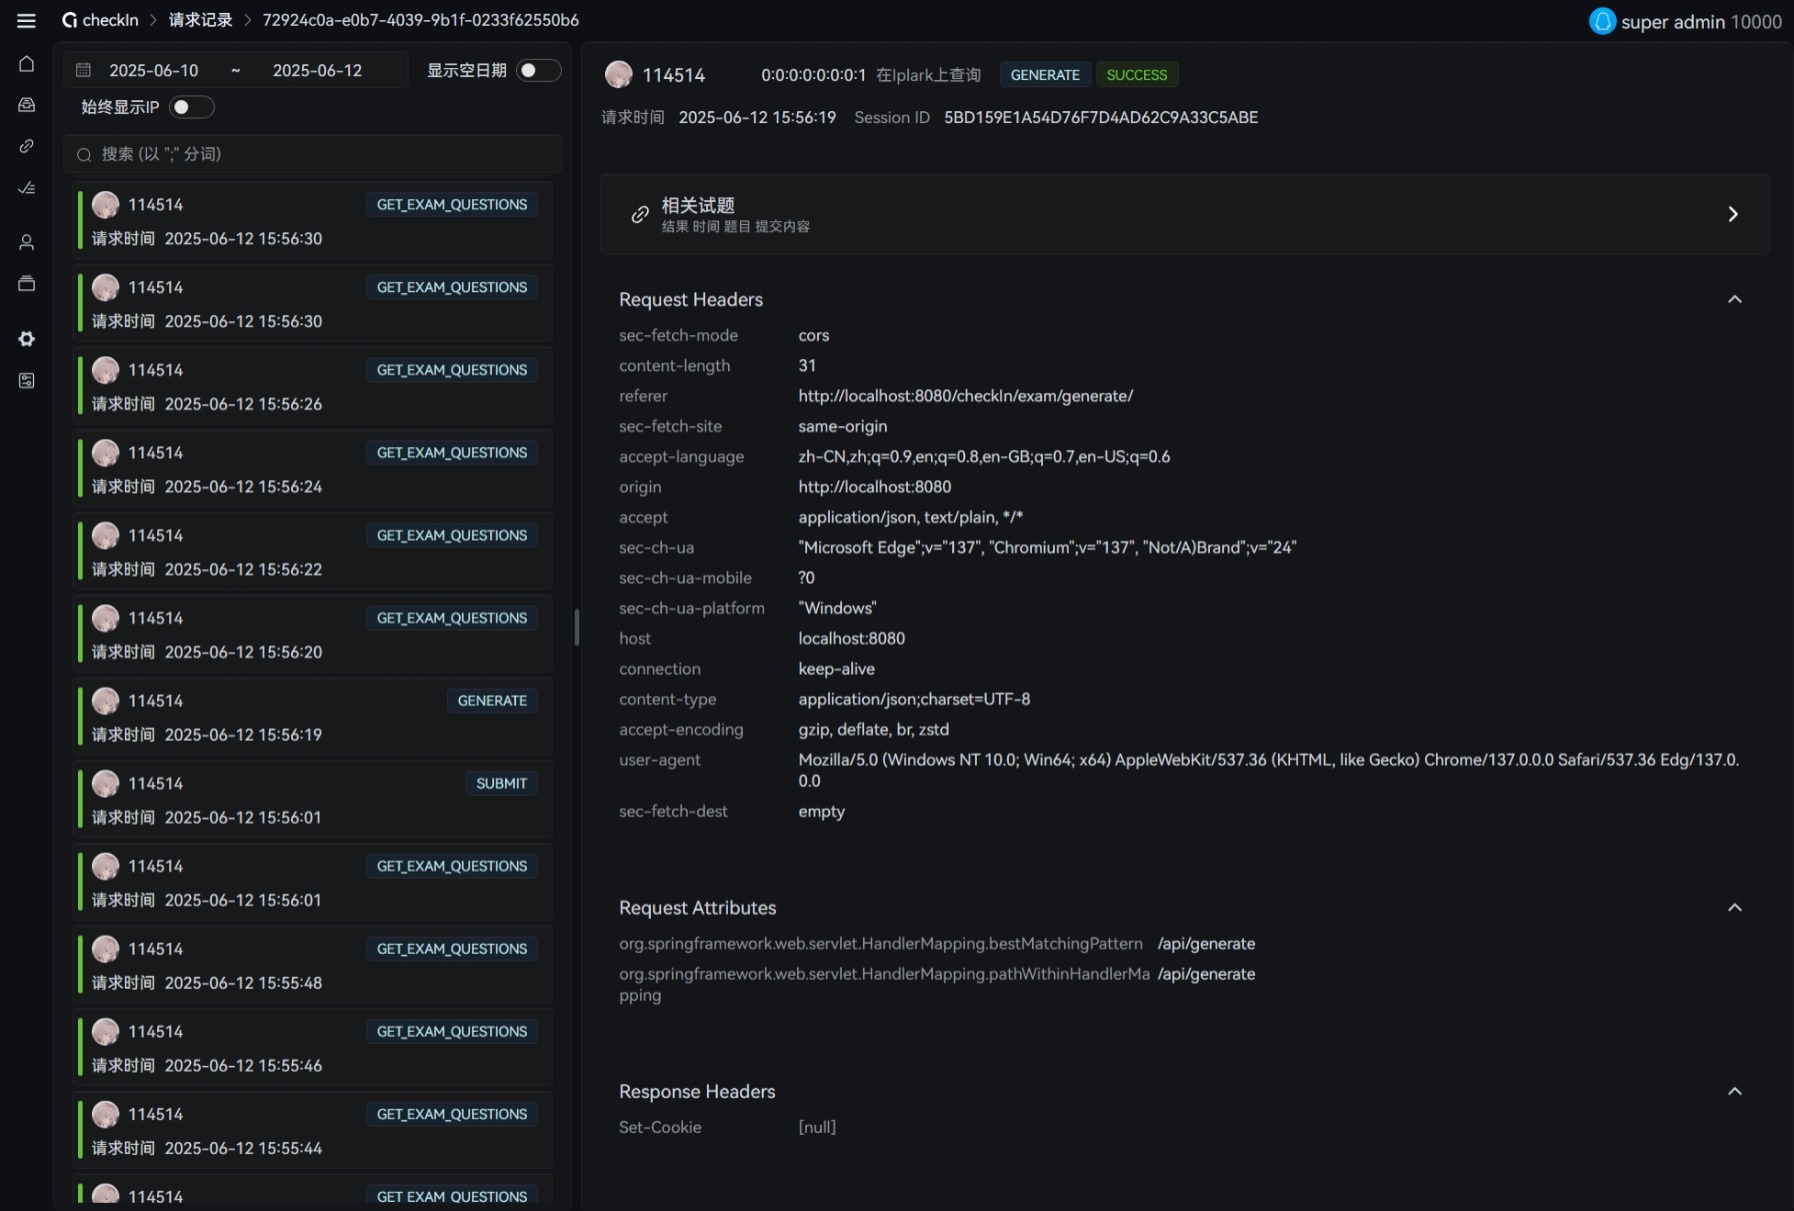 checkIn > 请求记录 > 72924c0a-e0b7-4039-9b1f-0233f62550b6
super admin 10000
2025-06-10 ~ 2025-06-12 显示空日期
始终显示IP
搜索 (以 ";" 分词)
114514 GET_EXAM_QUESTIONS
请求时间 2025-06-12 15:56:30
114514 GET_EXAM_QUESTIONS
请求时间 2025-06-12 15:56:30
114514 GET_EXAM_QUESTIONS
请求时间 2025-06-12 15:56:26
114514 GET_EXAM_QUESTIONS
请求时间 2025-06-12 15:56:24
114514 GET_EXAM_QUESTIONS
请求时间 2025-06-12 15:56:22
114514 GET_EXAM_QUESTIONS
请求时间 2025-06-12 15:56:20
114514 GENERATE
请求时间 2025-06-12 15:56:19
114514 SUBMIT
请求时间 2025-06-12 15:56:01
114514 GET_EXAM_QUESTIONS
请求时间 2025-06-12 15:56:01
114514 GET_EXAM_QUESTIONS
请求时间 2025-06-12 15:55:48
114514 GET_EXAM_QUESTIONS
请求时间 2025-06-12 15:55:46
114514 GET_EXAM_QUESTIONS
请求时间 2025-06-12 15:55:44
114514 GET_EXAM_QUESTIONS
114514 0:0:0:0:0:0:0:1 在Iplark上查询 GENERATE SUCCESS
请求时间 2025-06-12 15:56:19 Session ID 5BD159E1A54D76F7D4AD62C9A33C5ABE
相关试题
结果 时间 题目 提交内容
Request Headers
sec-fetch-mode cors
content-length 31
referer http://localhost:8080/checkIn/exam/generate/
sec-fetch-site same-origin
accept-language zh-CN,zh;q=0.9,en;q=0.8,en-GB;q=0.7,en-US;q=0.6
origin http://localhost:8080
accept application/json, text/plain, */*
sec-ch-ua "Microsoft Edge";v="137", "Chromium";v="137", "Not/A)Brand";v="24"
sec-ch-ua-mobile ?0
sec-ch-ua-platform "Windows"
host localhost:8080
connection keep-alive
content-type application/json;charset=UTF-8
accept-encoding gzip, deflate, br, zstd
user-agent Mozilla/5.0 (Windows NT 10.0; Win64; x64) AppleWebKit/537.36 (KHTML, like Gecko) Chrome/137.0.0.0 Safari/537.36 Edg/137.0.
0.0
sec-fetch-dest empty
Request Attributes
org.springframework.web.servlet.HandlerMapping.bestMatchingPattern /api/generate
org.springframework.web.servlet.HandlerMapping.pathWithinHandlerMa /api/generate
pping
Response Headers
Set-Cookie [null]